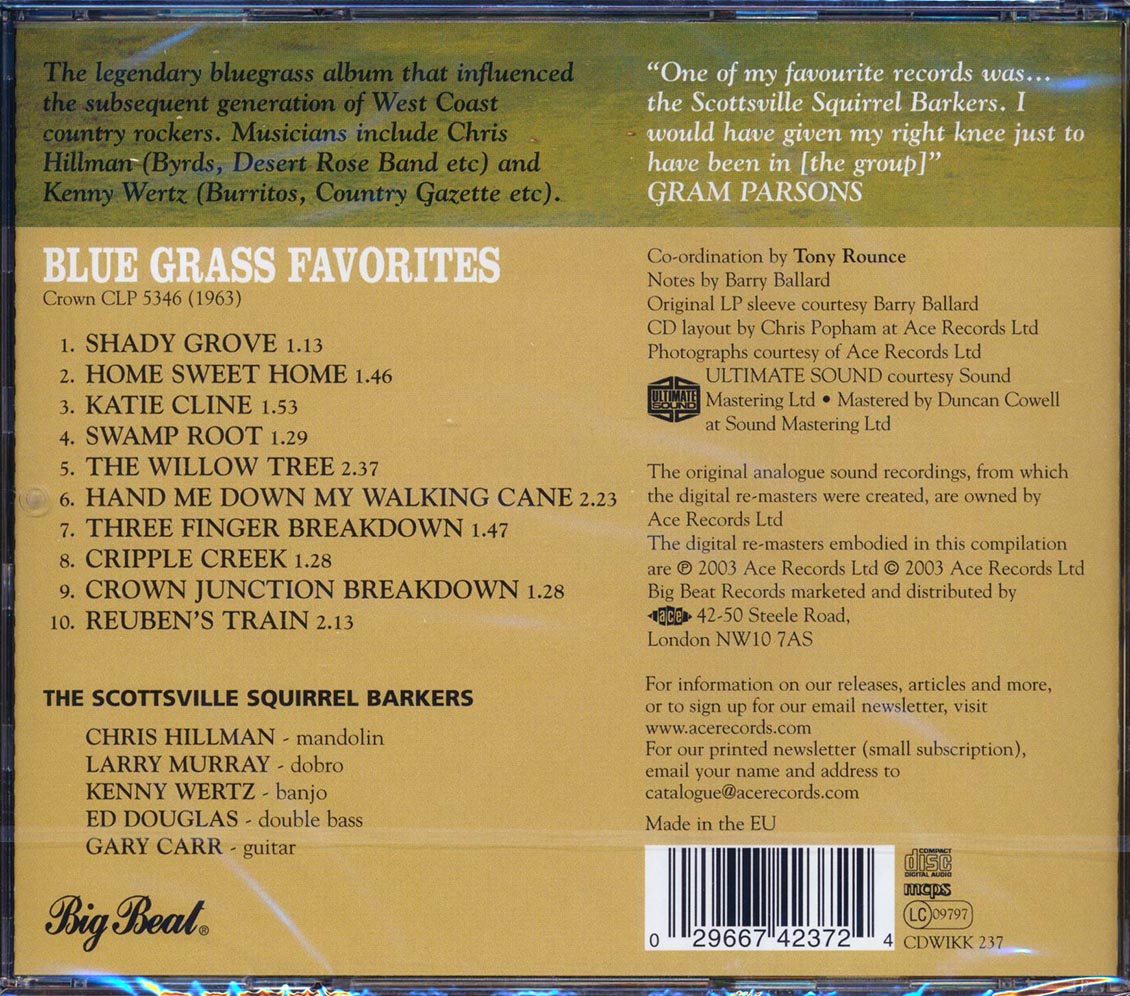 The legendary bluegrass album that influenced
the subsequent generation of West Coast
country rockers. Musicians include Chris
Hillman (Byrds, Desert Rose Band etc) and
Kenny Wertz (Burritos, Country Gazette etc).
“One of my favourite records was...
the Scottsville Squirrel Barkers. I
would have given my right knee just to
have been in [the group]”
GRAM PARSONS
BLUE GRASS FAVORITES
Crown CLP 5346 (1963)
1. SHADY GROVE 1.13
2. HOME SWEET HOME 1.46
3. KATIE CLINE 1.53
4. SWAMP ROOT 1.29
5. THE WILLOW TREE 2.37
6. HAND ME DOWN MY WALKING CANE 2.23
7. THREE FINGER BREAKDOWN 1.47
8. CRIPPLE CREEK 1.28
9. CROWN JUNCTION BREAKDOWN 1.28
10. REUBEN'S TRAIN 2.13
THE SCOTTSVILLE SQUIRREL BARKERS
CHRIS HILLMAN - mandolin
LARRY MURRAY - dobro
KENNY WERTZ - banjo
ED DOUGLAS - double bass
GARY CARR - guitar
Big Beat®
Co-ordination by Tony Rounce
Notes by Barry Ballard
Original LP sleeve courtesy Barry Ballard
CD layout by Chris Popham at Ace Records Ltd
Photographs courtesy of Ace Records Ltd
ULTIMATE SOUND
ULTIMATE SOUND courtesy Sound
Mastering Ltd • Mastered by Duncan Cowell
at Sound Mastering Ltd
The original analogue sound recordings, from which
the digital re-masters were created, are owned by
Ace Records Ltd
The digital re-masters embodied in this compilation
are ℗ 2003 Ace Records Ltd © 2003 Ace Records Ltd
Big Beat Records marketed and distributed by
ace 42-50 Steele Road,
London NW10 7AS
For information on our releases, articles and more,
or to sign up for our email newsletter, visit
www.acerecords.com
For our printed newsletter (small subscription),
email your name and address to
catalogue@acerecords.com
Made in the EU
0 29667 42372 4
COMPACT
disc
DIGITAL AUDIO
mcps
LC 09797
CDWIKK 237